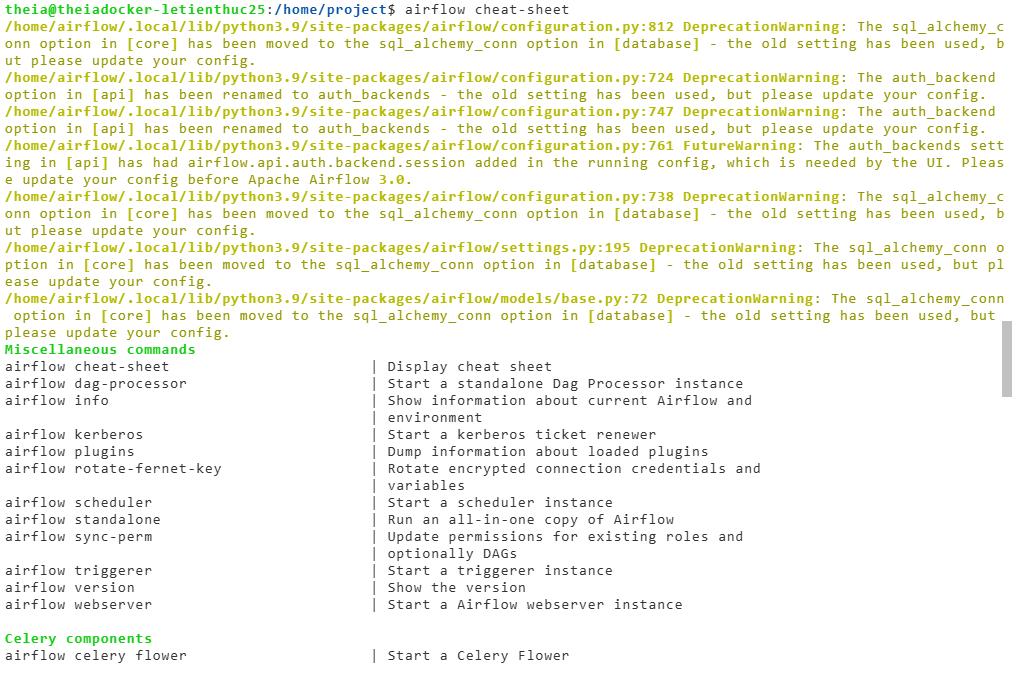 theia@theiadocker-letienthuc25:/home/project$ airflow cheat-sheet
/home/airflow/.local/lib/python3.9/site-packages/airflow/configuration.py:812 DeprecationWarning: The sql_alchemy_c
onn option in [core] has been moved to the sql_alchemy_conn option in [database] - the old setting has been used, b
ut please update your config.
/home/airflow/.local/lib/python3.9/site-packages/airflow/configuration.py:724 DeprecationWarning: The auth_backend
option in [api] has been renamed to auth_backends - the old setting has been used, but please update your config.
/home/airflow/.local/lib/python3.9/site-packages/airflow/configuration.py:747 DeprecationWarning: The auth_backend
option in [api] has been renamed to auth_backends - the old setting has been used, but please update your config.
/home/airflow/.local/lib/python3.9/site-packages/airflow/configuration.py:761 FutureWarning: The auth_backends sett
ing in [api] has had airflow.api.auth.backend.session added in the running config, which is needed by the UI. Pleas
e update your config before Apache Airflow 3.0.
/home/airflow/.local/lib/python3.9/site-packages/airflow/configuration.py:738 DeprecationWarning: The sql_alchemy_c
onn option in [core] has been moved to the sql_alchemy_conn option in [database] - the old setting has been used, b
ut please update your config.
/home/airflow/.local/lib/python3.9/site-packages/airflow/settings.py:195 DeprecationWarning: The sql_alchemy_conn o
ption in [core] has been moved to the sql_alchemy_conn option in [database] - the old setting has been used, but pl
ease update your config.
/home/airflow/.local/lib/python3.9/site-packages/airflow/models/base.py:72 DeprecationWarning: The sql_alchemy_conn
 option in [core] has been moved to the sql_alchemy_conn option in [database] - the old setting has been used, but
please update your config.
Miscellaneous commands
airflow cheat-sheet                       | Display cheat sheet
airflow dag-processor                     | Start a standalone Dag Processor instance
airflow info                              | Show information about current Airflow and
                                          | environment
airflow kerberos                          | Start a kerberos ticket renewer
airflow plugins                           | Dump information about loaded plugins
airflow rotate-fernet-key                 | Rotate encrypted connection credentials and
                                          | variables
airflow scheduler                         | Start a scheduler instance
airflow standalone                        | Run an all-in-one copy of Airflow
airflow sync-perm                         | Update permissions for existing roles and
                                          | optionally DAGs
airflow triggerer                         | Start a triggerer instance
airflow version                           | Show the version
airflow webserver                         | Start a Airflow webserver instance

Celery components
airflow celery flower                     | Start a Celery Flower